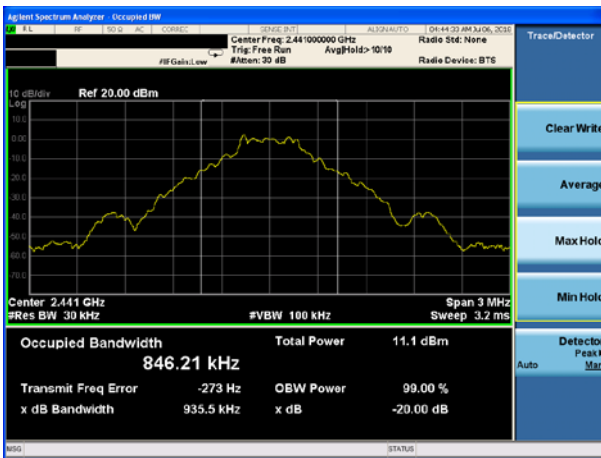 Agilent Spectrum Analyzer - Occupied BW
RL RF 50 Ω AC CORREC SENSE:INT ALIGNAUTO 04:44:33 AM Jul 06, 2010
Center Freq: 2.441000000 GHz
Radio Std: None
Trig: Free Run Avg|Hold:>10/10
#IFGain:Low #Atten: 30 dB Radio Device: BTS
Trace/Detector
10 dB/div Ref 20.00 dBm
Log
10.0
0.00
-10.0
-20.0
-30.0
-40.0
-50.0
-60.0
-70.0
Center 2.441 GHz Span 3 MHz
#Res BW 30 kHz #VBW 100 kHz Sweep 3.2 ms
Occupied Bandwidth Total Power 11.1 dBm
846.21 kHz
Transmit Freq Error -273 Hz OBW Power 99.00 %
x dB Bandwidth 935.5 kHz x dB -20.00 dB
Clear Write
Average
Max Hold
Min Hold
Detector
Peak
Auto Man
MSG STATUS